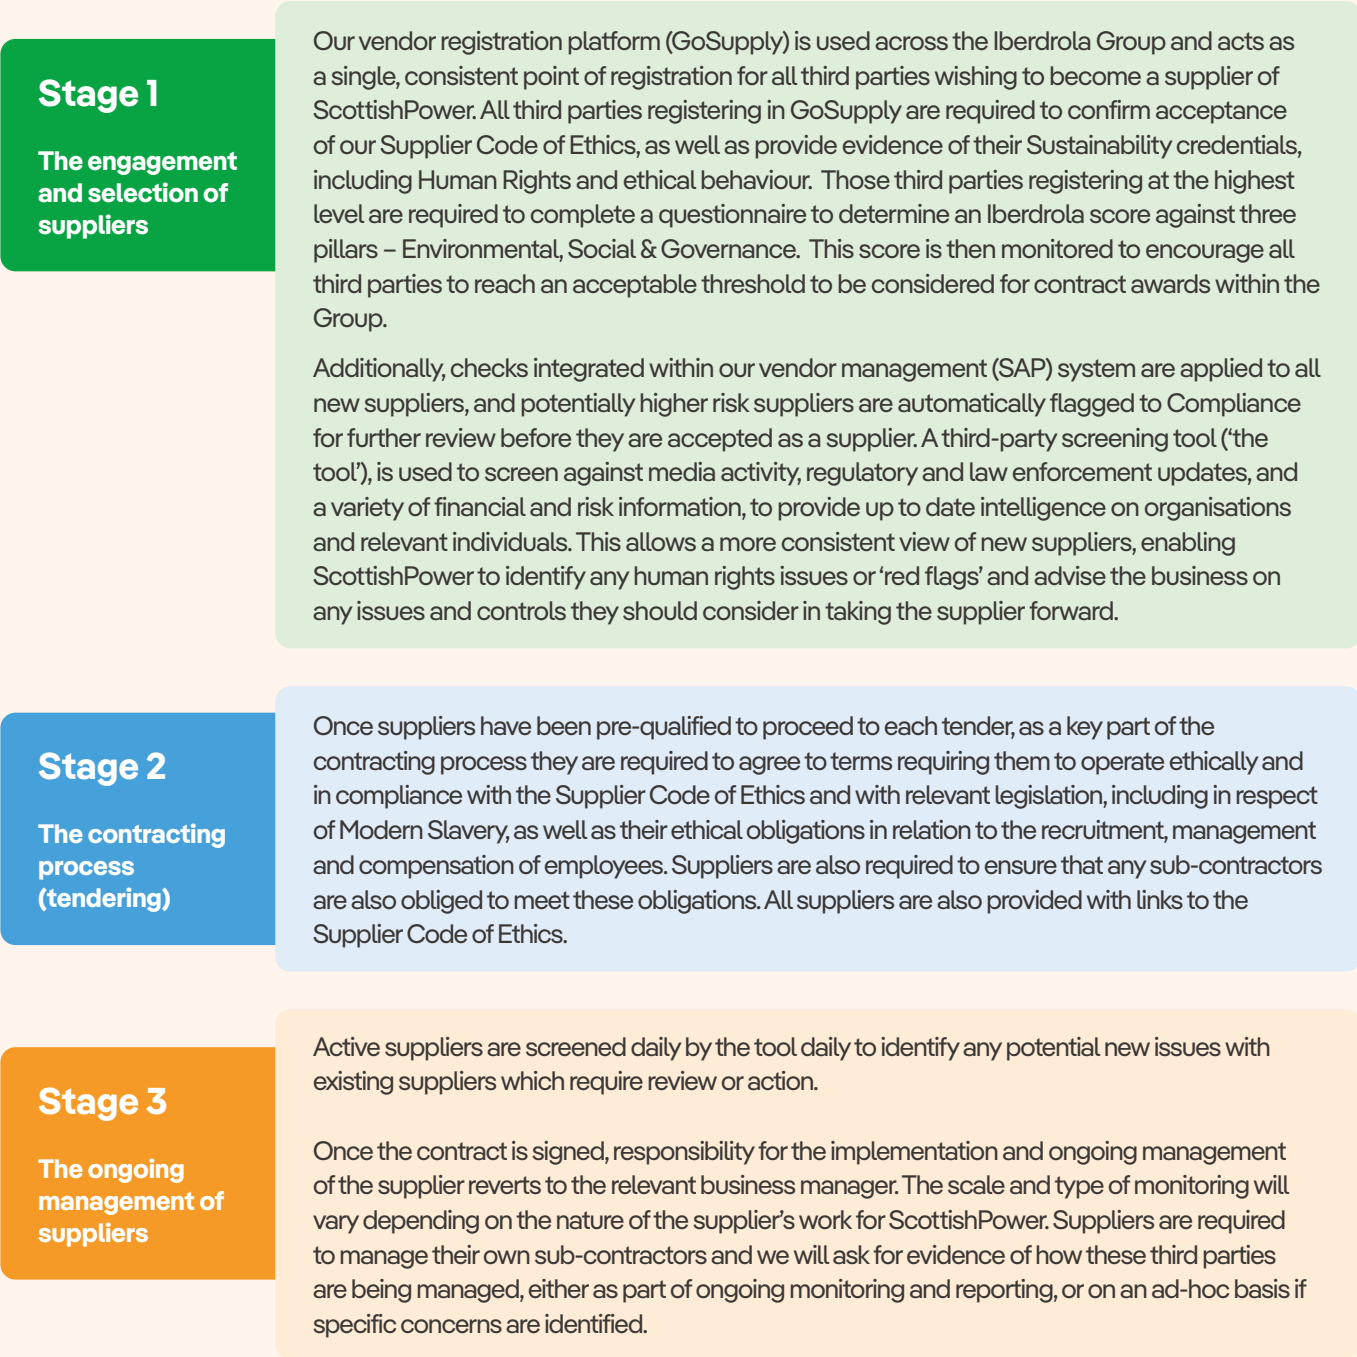 Stage 1
The engagement
and selection of
suppliers
Our vendor registration platform (GoSupply) is used across the Iberdrola Group and acts as
a single, consistent point of registration for all third parties wishing to become a supplier of
ScottishPower. All third parties registering in GoSupply are required to confirm acceptance
of our Supplier Code of Ethics, as well as provide evidence of their Sustainability credentials,
including Human Rights and ethical behaviour.  Those third parties registering at the highest
level are required to complete a questionnaire to determine an Iberdrola score against three
pillars – Environmental, Social & Governance.  This score is then monitored to encourage all
third parties to reach an acceptable threshold to be considered for contract awards within the
Group.
Additionally, checks integrated within our vendor management (SAP) system are applied to all
new suppliers, and potentially higher risk suppliers are automatically flagged to Compliance
for further review before they are accepted as a supplier. A third-party screening tool (‘the
tool’), is used to screen against media activity, regulatory and law enforcement updates, and
a variety of financial and risk information, to provide up to date intelligence on organisations
and relevant individuals. This allows a more consistent view of new suppliers, enabling
ScottishPower to identify any human rights issues or ‘red flags’ and advise the business on
any issues and controls they should consider in taking the supplier forward.
Stage 2
The contracting
process
(tendering)
Once suppliers have been pre-qualified to proceed to each tender, as a key part of the
contracting process they are required to agree to terms requiring them to operate ethically and
in compliance with the Supplier Code of Ethics and with relevant legislation, including in respect
of Modern Slavery, as well as their ethical obligations in relation to the recruitment, management
and compensation of employees. Suppliers are also required to ensure that any sub-contractors
are also obliged to meet these obligations. All suppliers are also provided with links to the
Supplier Code of Ethics.
Stage 3
The ongoing
management of
suppliers
Active suppliers are screened daily by the tool daily to identify any potential new issues with
existing suppliers which require review or action.
Once the contract is signed, responsibility for the implementation and ongoing management
of the supplier reverts to the relevant business manager. The scale and type of monitoring will
vary depending on the nature of the supplier’s work for ScottishPower. Suppliers are required
to manage their own sub-contractors and we will ask for evidence of how these third parties
are being managed, either as part of ongoing monitoring and reporting, or on an ad-hoc basis if
specific concerns are identified.